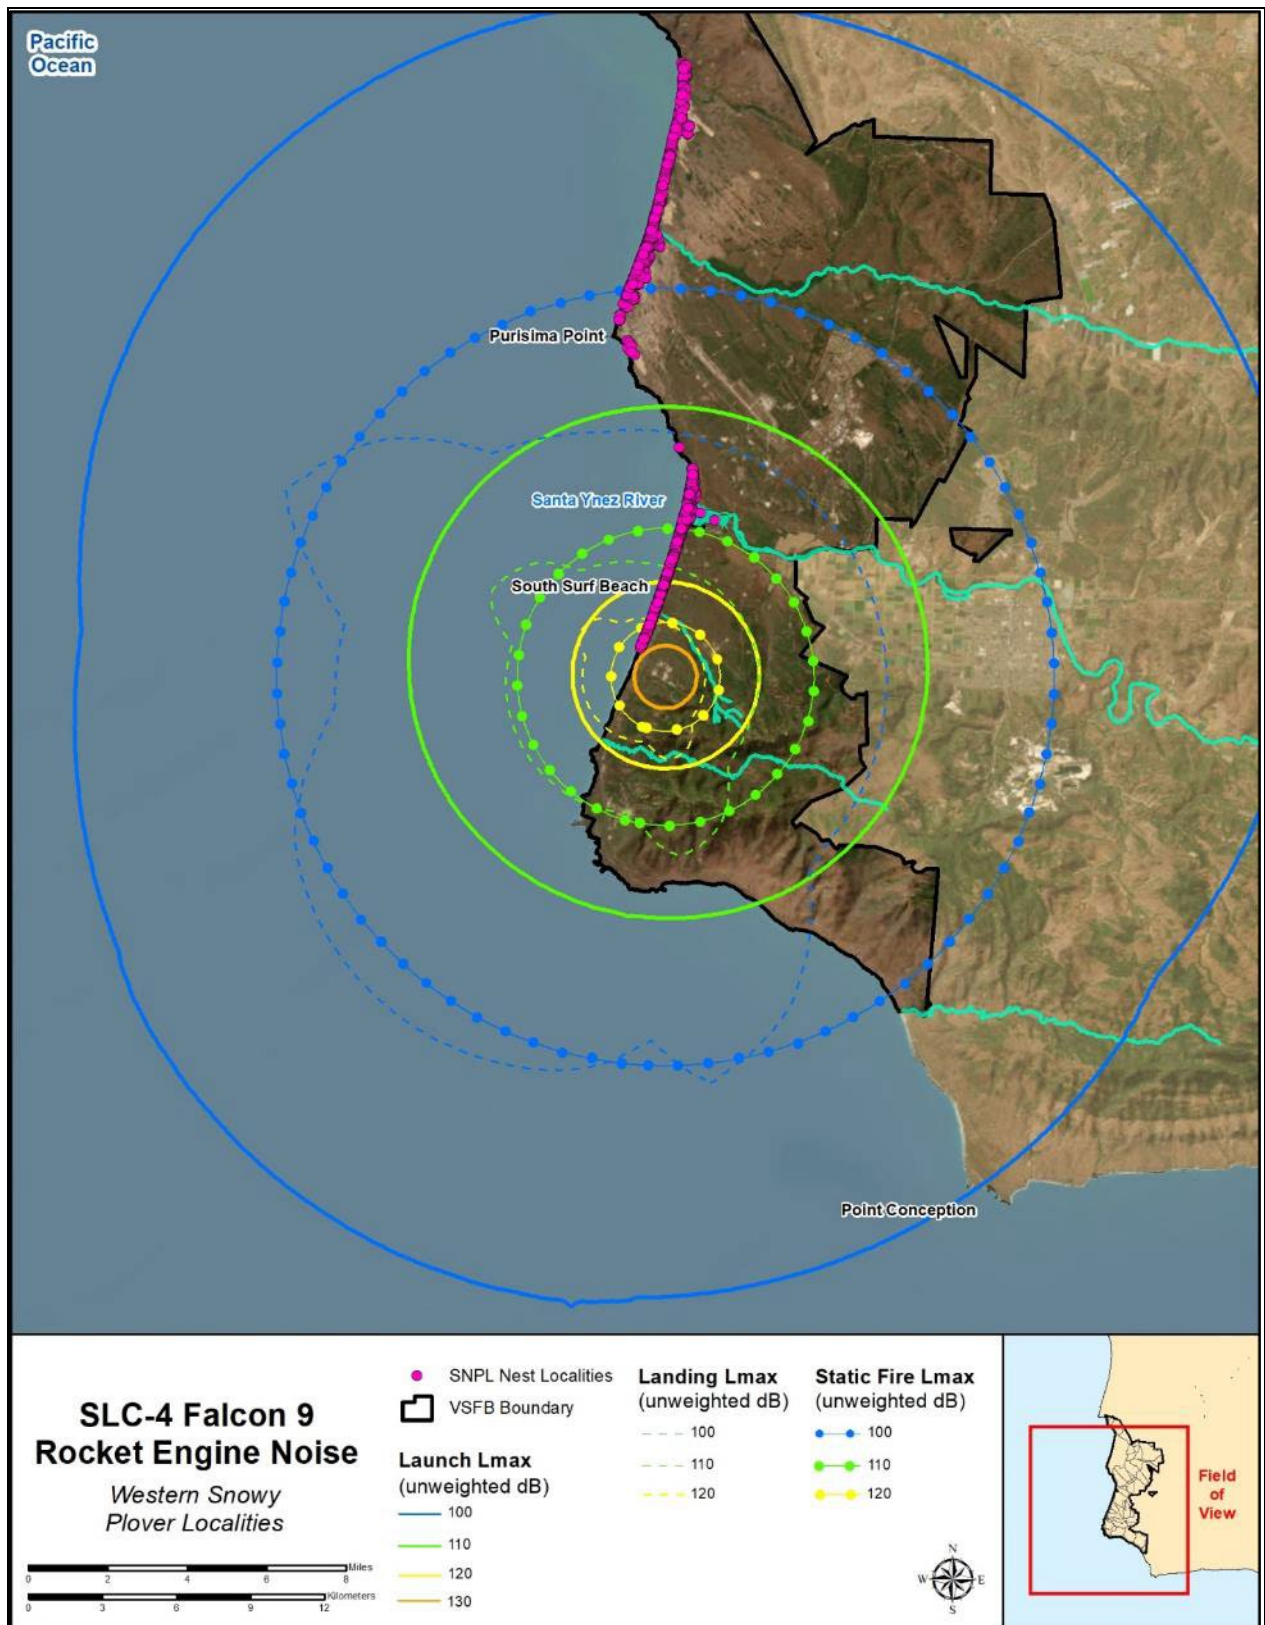 Pacific
Ocean
Purisima Point
Santa Ynez River
South Surf Beach
Point Conception
SLC-4 Falcon 9
Rocket Engine Noise
Western Snowy
Plover Localities
0 2 4 6 8 Miles
0 3 6 9 12 Kilometers
SNPL Nest Localities
VSFB Boundary
Launch Lmax
(unweighted dB)
100
110
120
130
Landing Lmax
(unweighted dB)
100
110
120
Static Fire Lmax
(unweighted dB)
100
110
120
N
W E
S
Field
of
View